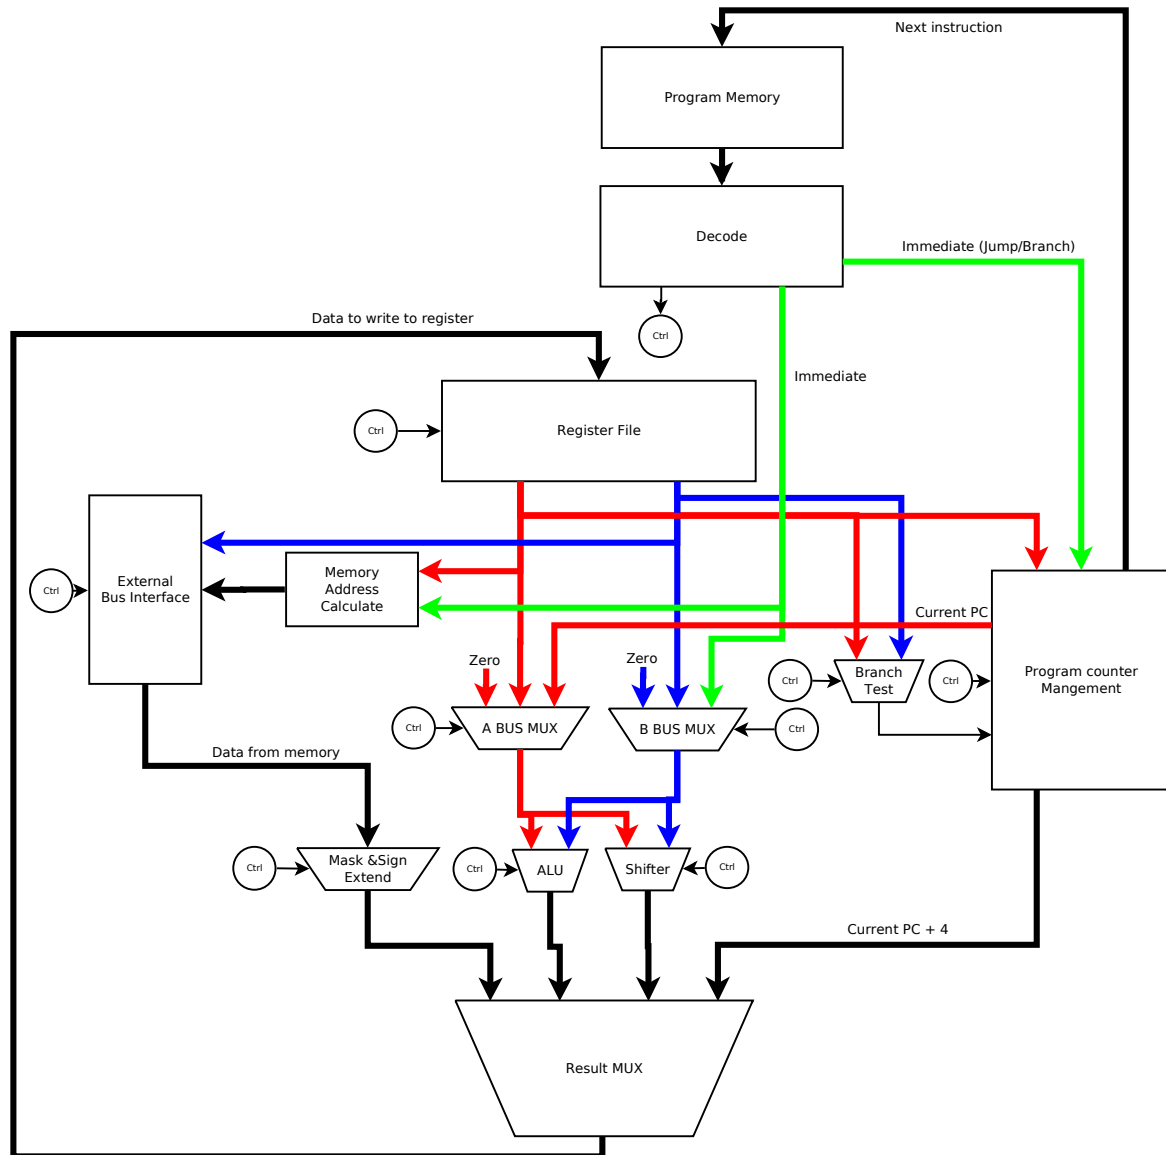 Next instruction
Program Memory
Decode
Immediate (Jump/Branch)
Data to write to register
Ctrl
Immediate
Ctrl
Register File
External
Bus Interface
Memory
Address
Calculate
Ctrl
Current PC
Zero
Zero
Branch
Test
Ctrl
Ctrl
Program counter
Mangement
Ctrl
A BUS MUX
B BUS MUX
Ctrl
Data from memory
Ctrl
Mask &Sign
Extend
Ctrl
ALU
Shifter
Ctrl
Current PC + 4
Result MUX